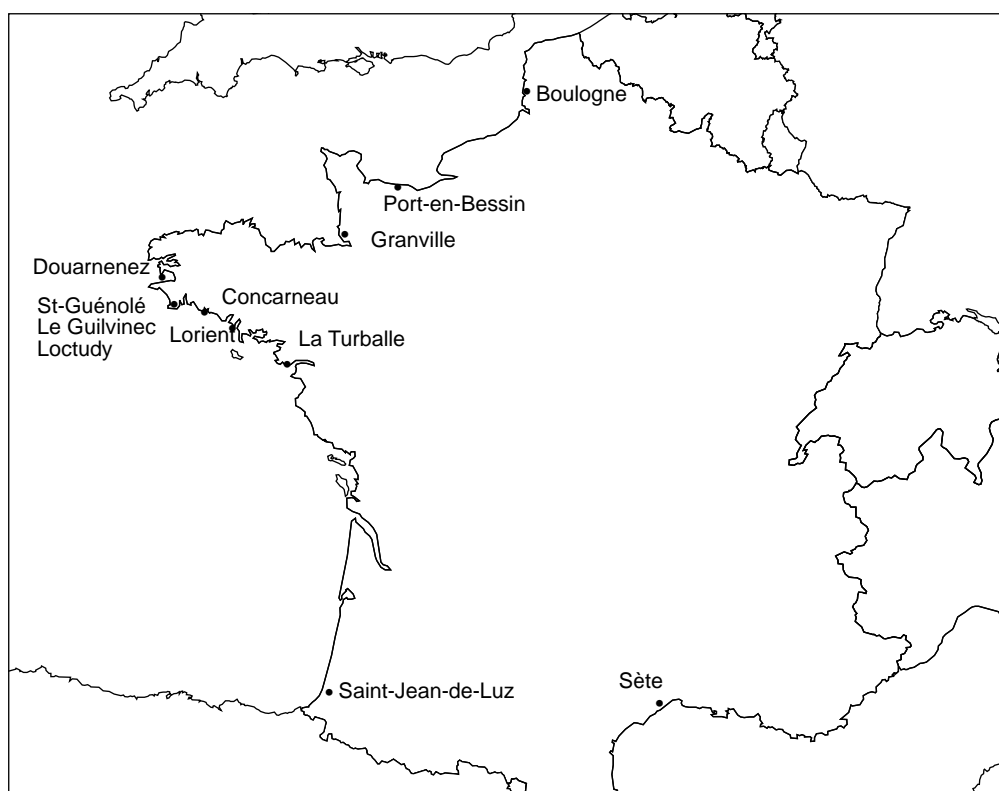 Boulogne
Port-en-Bessin
Granville
Douarnenez
St-Guénolé
Le Guilvinec
Loctudy
Concarneau
Lorient
La Turballe
Saint-Jean-de-Luz
Sète